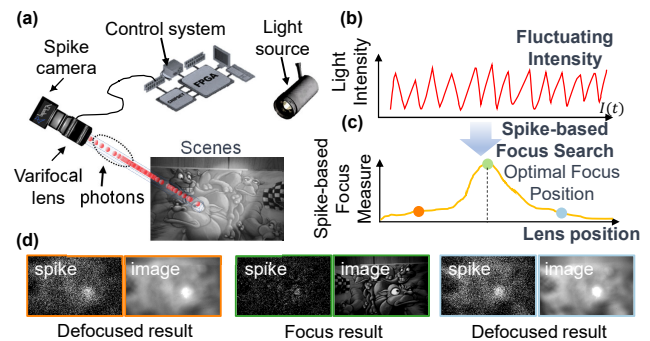 (a)
Spike
camera
Control system
Light
source
FPGA
Varifocal
lens
photons
Scenes
(b)
Light
Intensity
Fluctuating
Intensity
I(t)
(c)
Spike-based
Focus Search
Spike-based
Focus
Measure
Optimal Focus
Position
Lens position
(d)
spike
image
Defocused result
spike
image
Focus result
spike
image
Defocused result